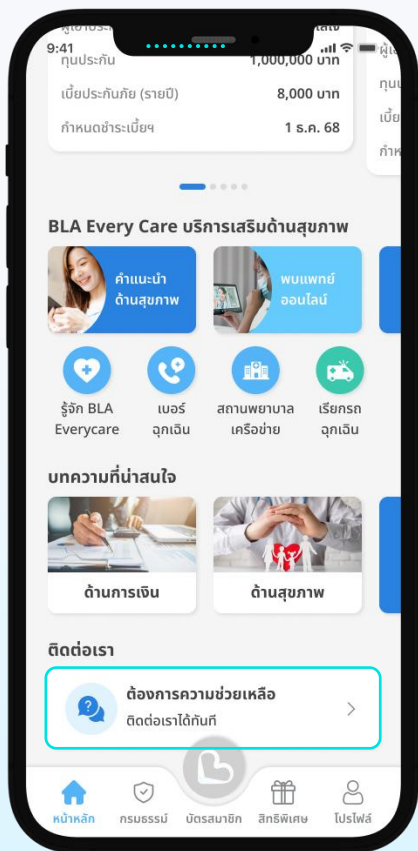 9:41
ทุนประกัน 1,000,000 บาท
เบี้ยประกันภัย (รายปี) 8,000 บาท
กำหนดชำระเบี้ยฯ 1 ธ.ค. 68
BLA Every Care บริการเสริมด้านสุขภาพ
คำแนะนำ
ด้านสุขภาพ
พบแพทย์
ออนไลน์
รู้จัก BLA
Everycare
เบอร์
ฉุกเฉิน
สถานพยาบาล
เครือข่าย
เรียกรถ
ฉุกเฉิน
บทความที่น่าสนใจ
ด้านการเงิน
ด้านสุขภาพ
ติดต่อเรา
ต้องการความช่วยเหลือ
ติดต่อเราได้ทันที
หน้าหลัก
กรมธรรม์
บัตรสมาชิก
สิทธิพิเศษ
โปรไฟล์